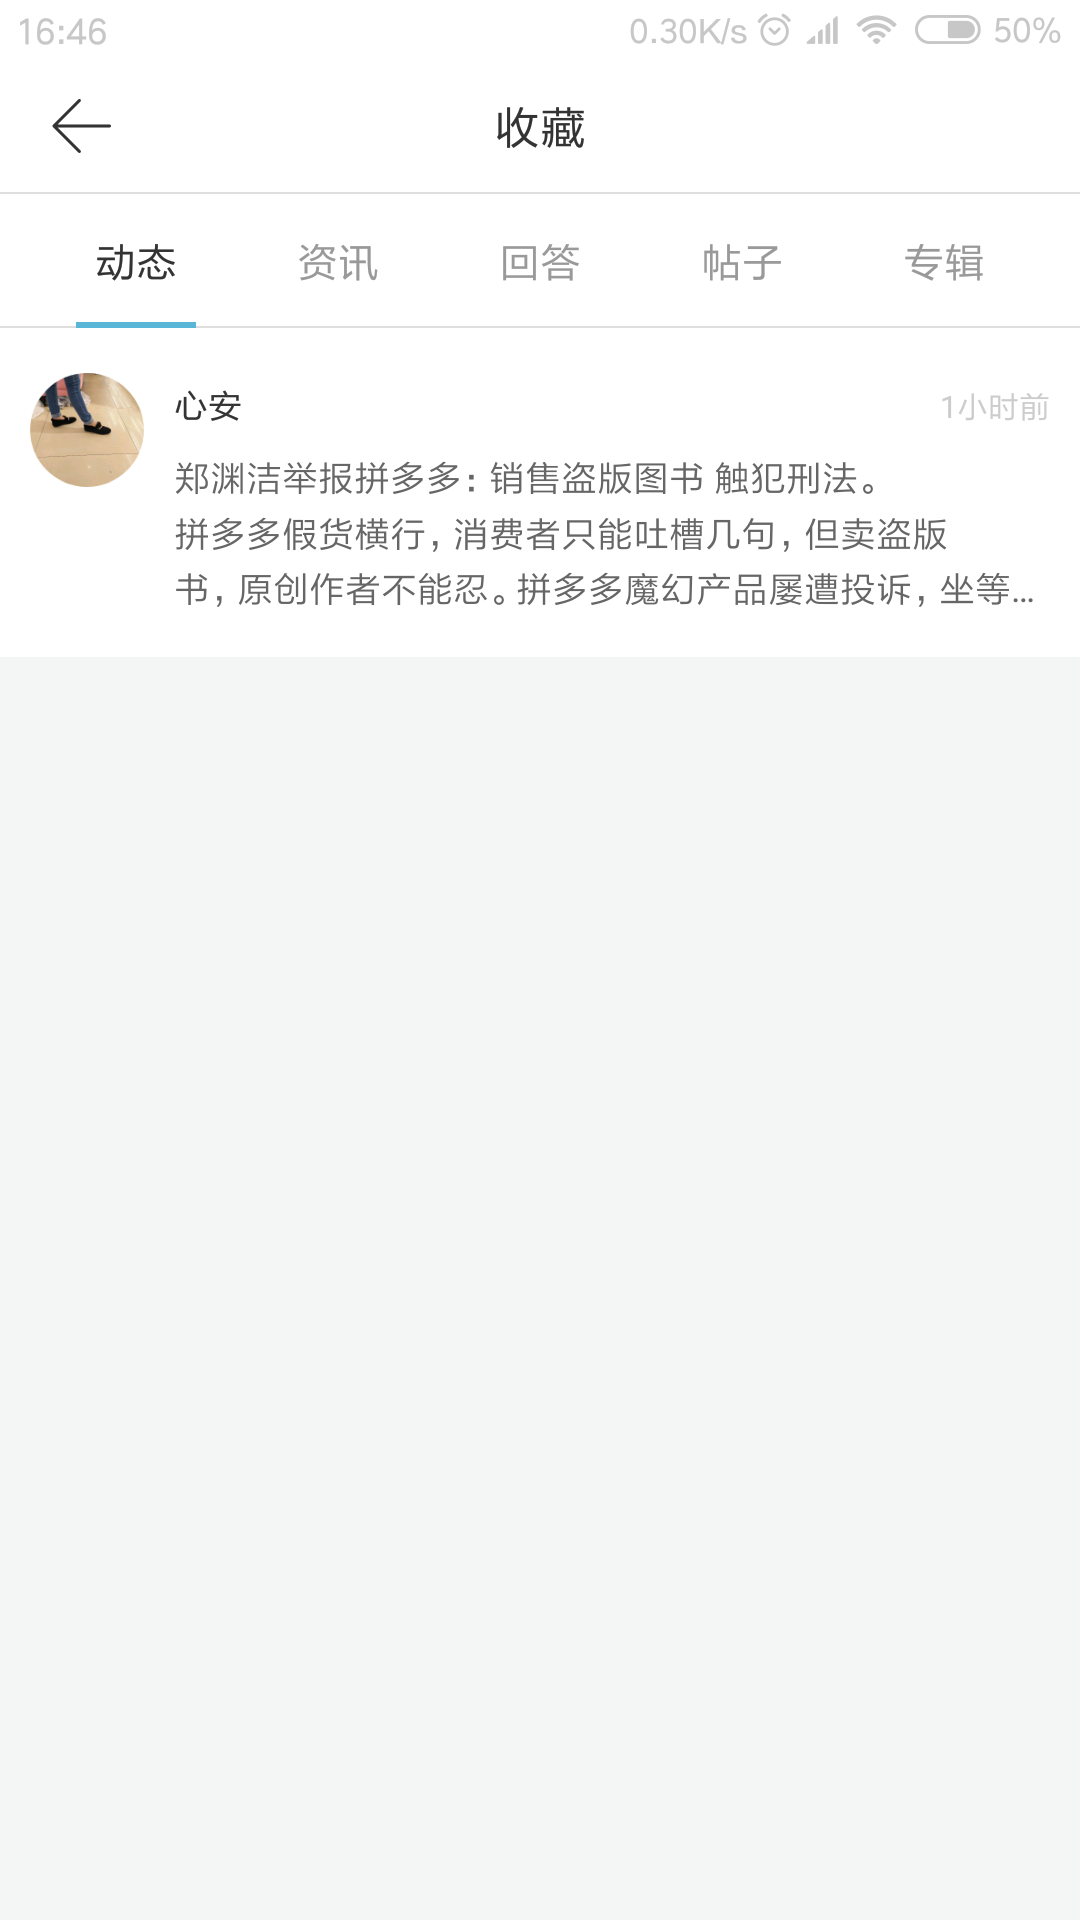 16:46 0.30K/s 50%
收藏
动态 资讯 回答 帖子 专辑
心安 1小时前
郑渊洁举报拼多多：销售盗版图书 触犯刑法。
拼多多假货横行，消费者只能吐槽几句，但卖盗版
书，原创作者不能忍。拼多多魔幻产品屡遭投诉，坐等...